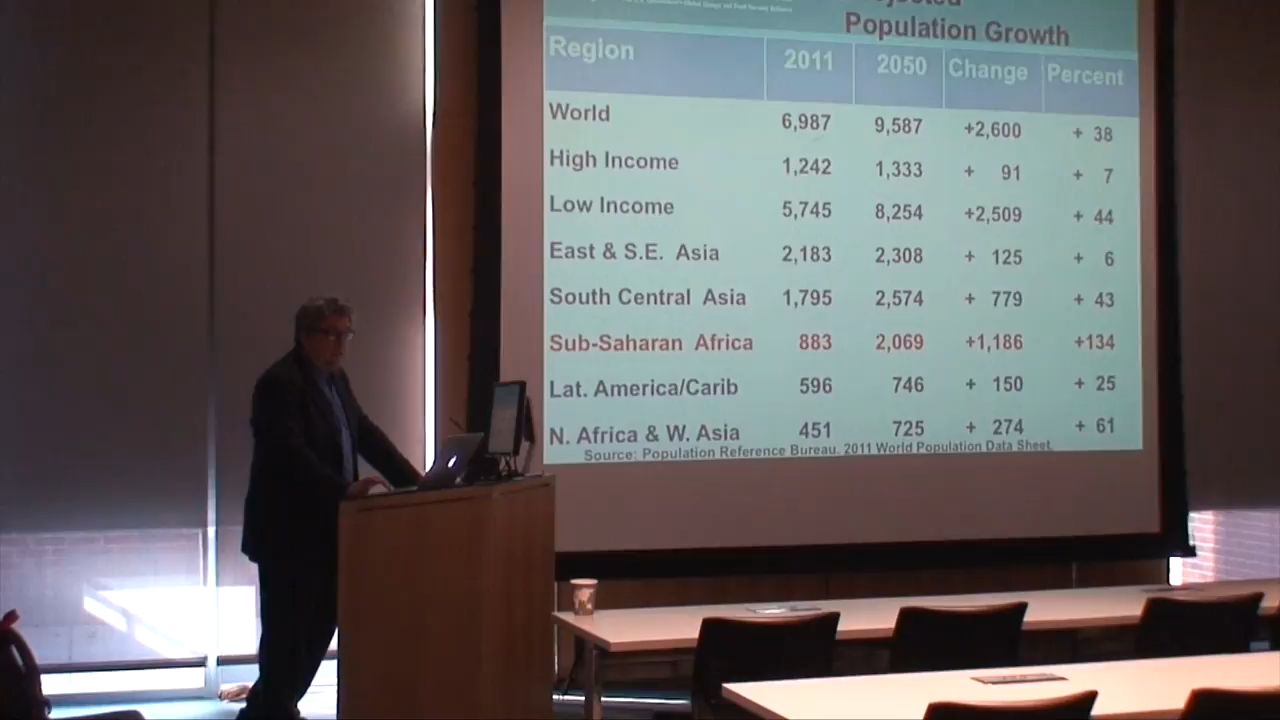 Population Growth
Region 2011 2050 Change Percent
World 6,987 9,587 +2,600 + 38
High Income 1,242 1,333 + 91 + 7
Low Income 5,745 8,254 +2,509 + 44
East & S.E. Asia 2,183 2,308 + 125 + 6
South Central Asia 1,795 2,574 + 779 + 43
Sub-Saharan Africa 883 2,069 +1,186 +134
Lat. America/Carib 596 746 + 150 + 25
N. Africa & W. Asia 451 725 + 274 + 61
Source: Population Reference Bureau. 2011 World Population Data Sheet.